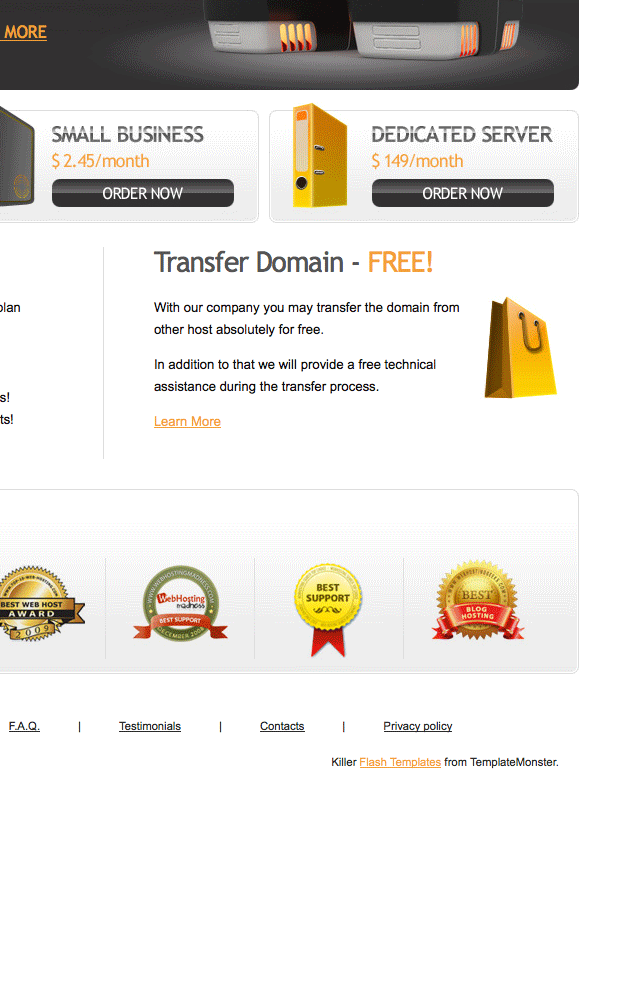 MORE
SMALL BUSINESS
$ 2.45/month
ORDER NOW
DEDICATED SERVER
$ 149/month
ORDER NOW
Transfer Domain - FREE!
With our company you may transfer the domain from
other host absolutely for free.
In addition to that we will provide a free technical
assistance during the transfer process.
Learn More
plan
s!
ts!
BEST WEB HOST
AWARD
2009
WWW.WEBHOSTINGMADNESS.COM
WebHosting
madness
BEST SUPPORT
DECEMBER
BEST
SUPPORT
BEST
BLOG
HOSTING
F.A.Q. | Testimonials | Contacts | Privacy policy
Killer Flash Templates from TemplateMonster.